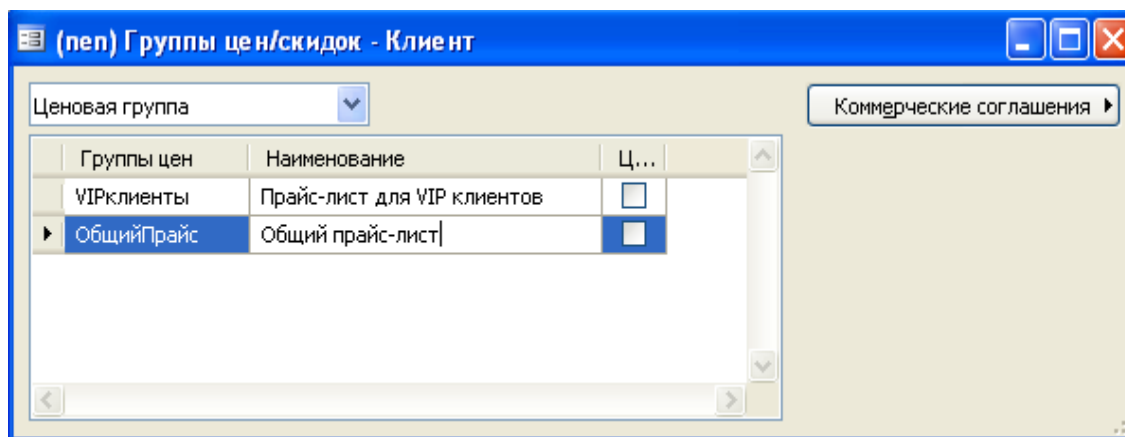 (nen) Группы цен/скидок - Клиент
Ценовая группа
Коммерческие соглашения
Группы цен Наименование Ц...
VIPклиенты Прайс-лист для VIP клиентов
ОбщийПрайс Общий прайс-лист